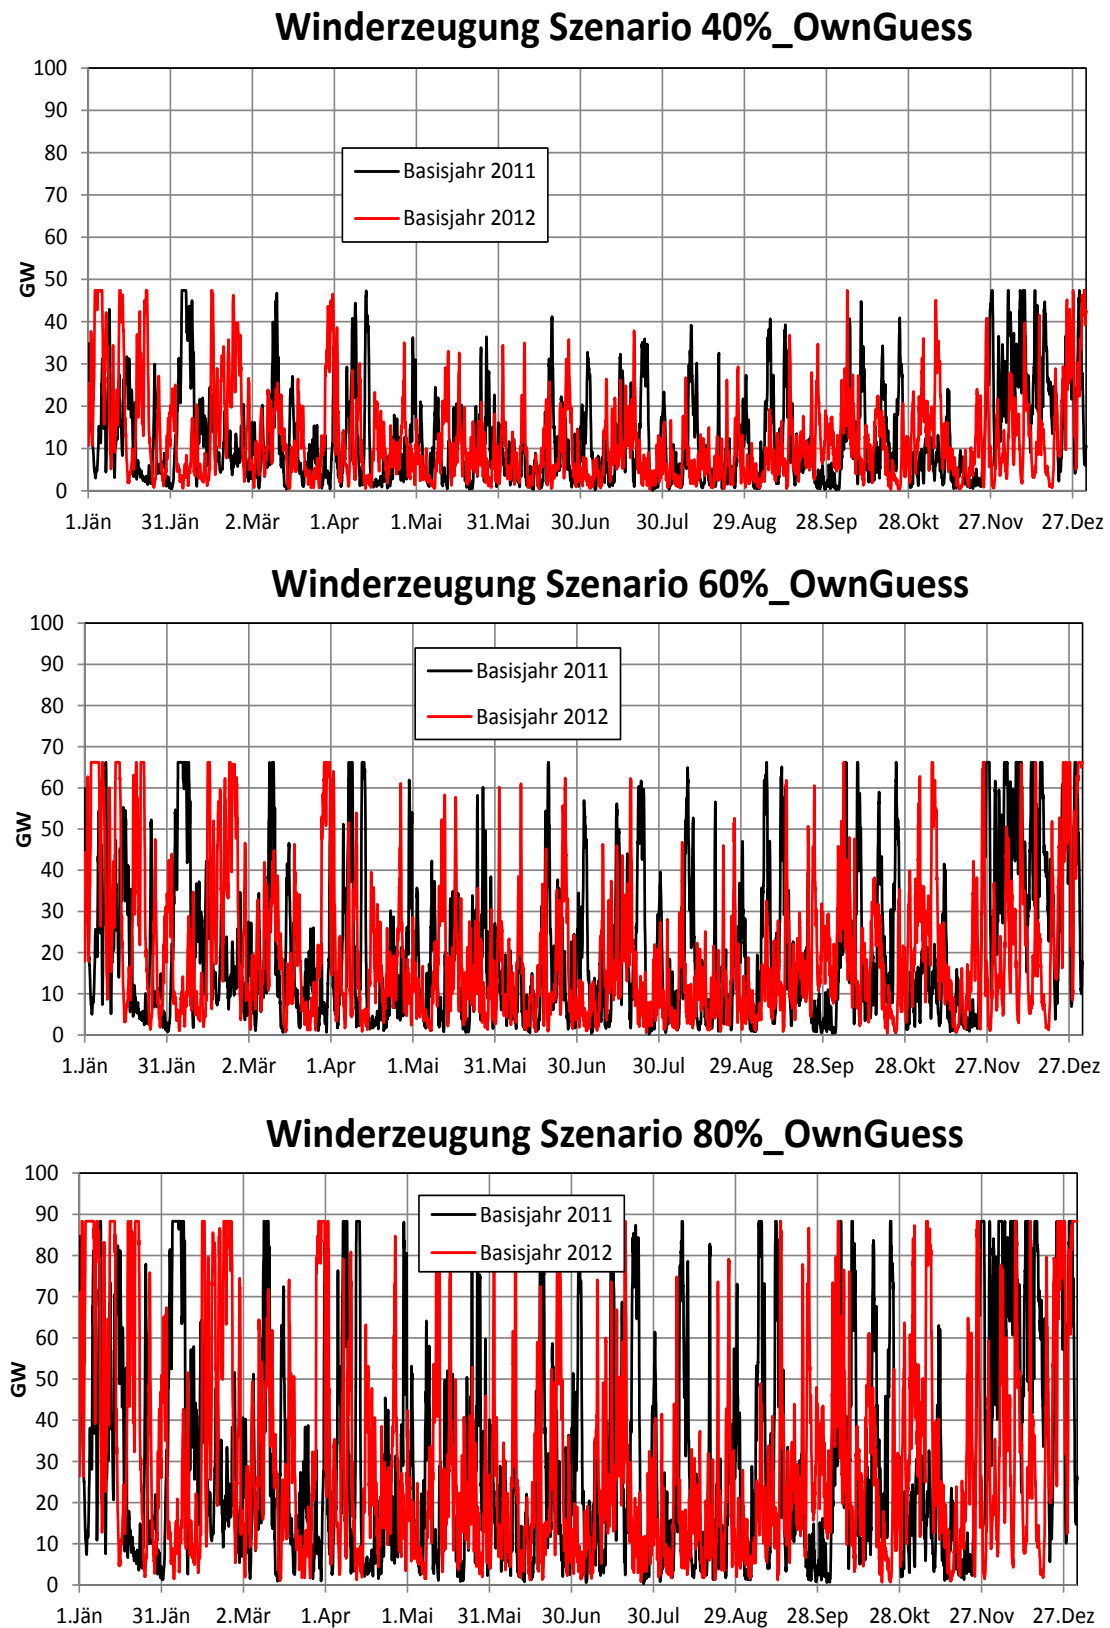 Winderzeugung Szenario 40%_OwnGuess
100
90
80
70
60
50
40
30
20
10
0
GW
Basisjahr 2011
Basisjahr 2012
1.Jän 31.Jän 2.Mär 1.Apr 1.Mai 31.Mai 30.Jun 30.Jul 29.Aug 28.Sep 28.Okt 27.Nov 27.Dez
Winderzeugung Szenario 60%_OwnGuess
100
90
80
70
60
50
40
30
20
10
0
GW
Basisjahr 2011
Basisjahr 2012
1.Jän 31.Jän 2.Mär 1.Apr 1.Mai 31.Mai 30.Jun 30.Jul 29.Aug 28.Sep 28.Okt 27.Nov 27.Dez
Winderzeugung Szenario 80%_OwnGuess
100
90
80
70
60
50
40
30
20
10
0
GW
Basisjahr 2011
Basisjahr 2012
1.Jän 31.Jän 2.Mär 1.Apr 1.Mai 31.Mai 30.Jun 30.Jul 29.Aug 28.Sep 28.Okt 27.Nov 27.Dez